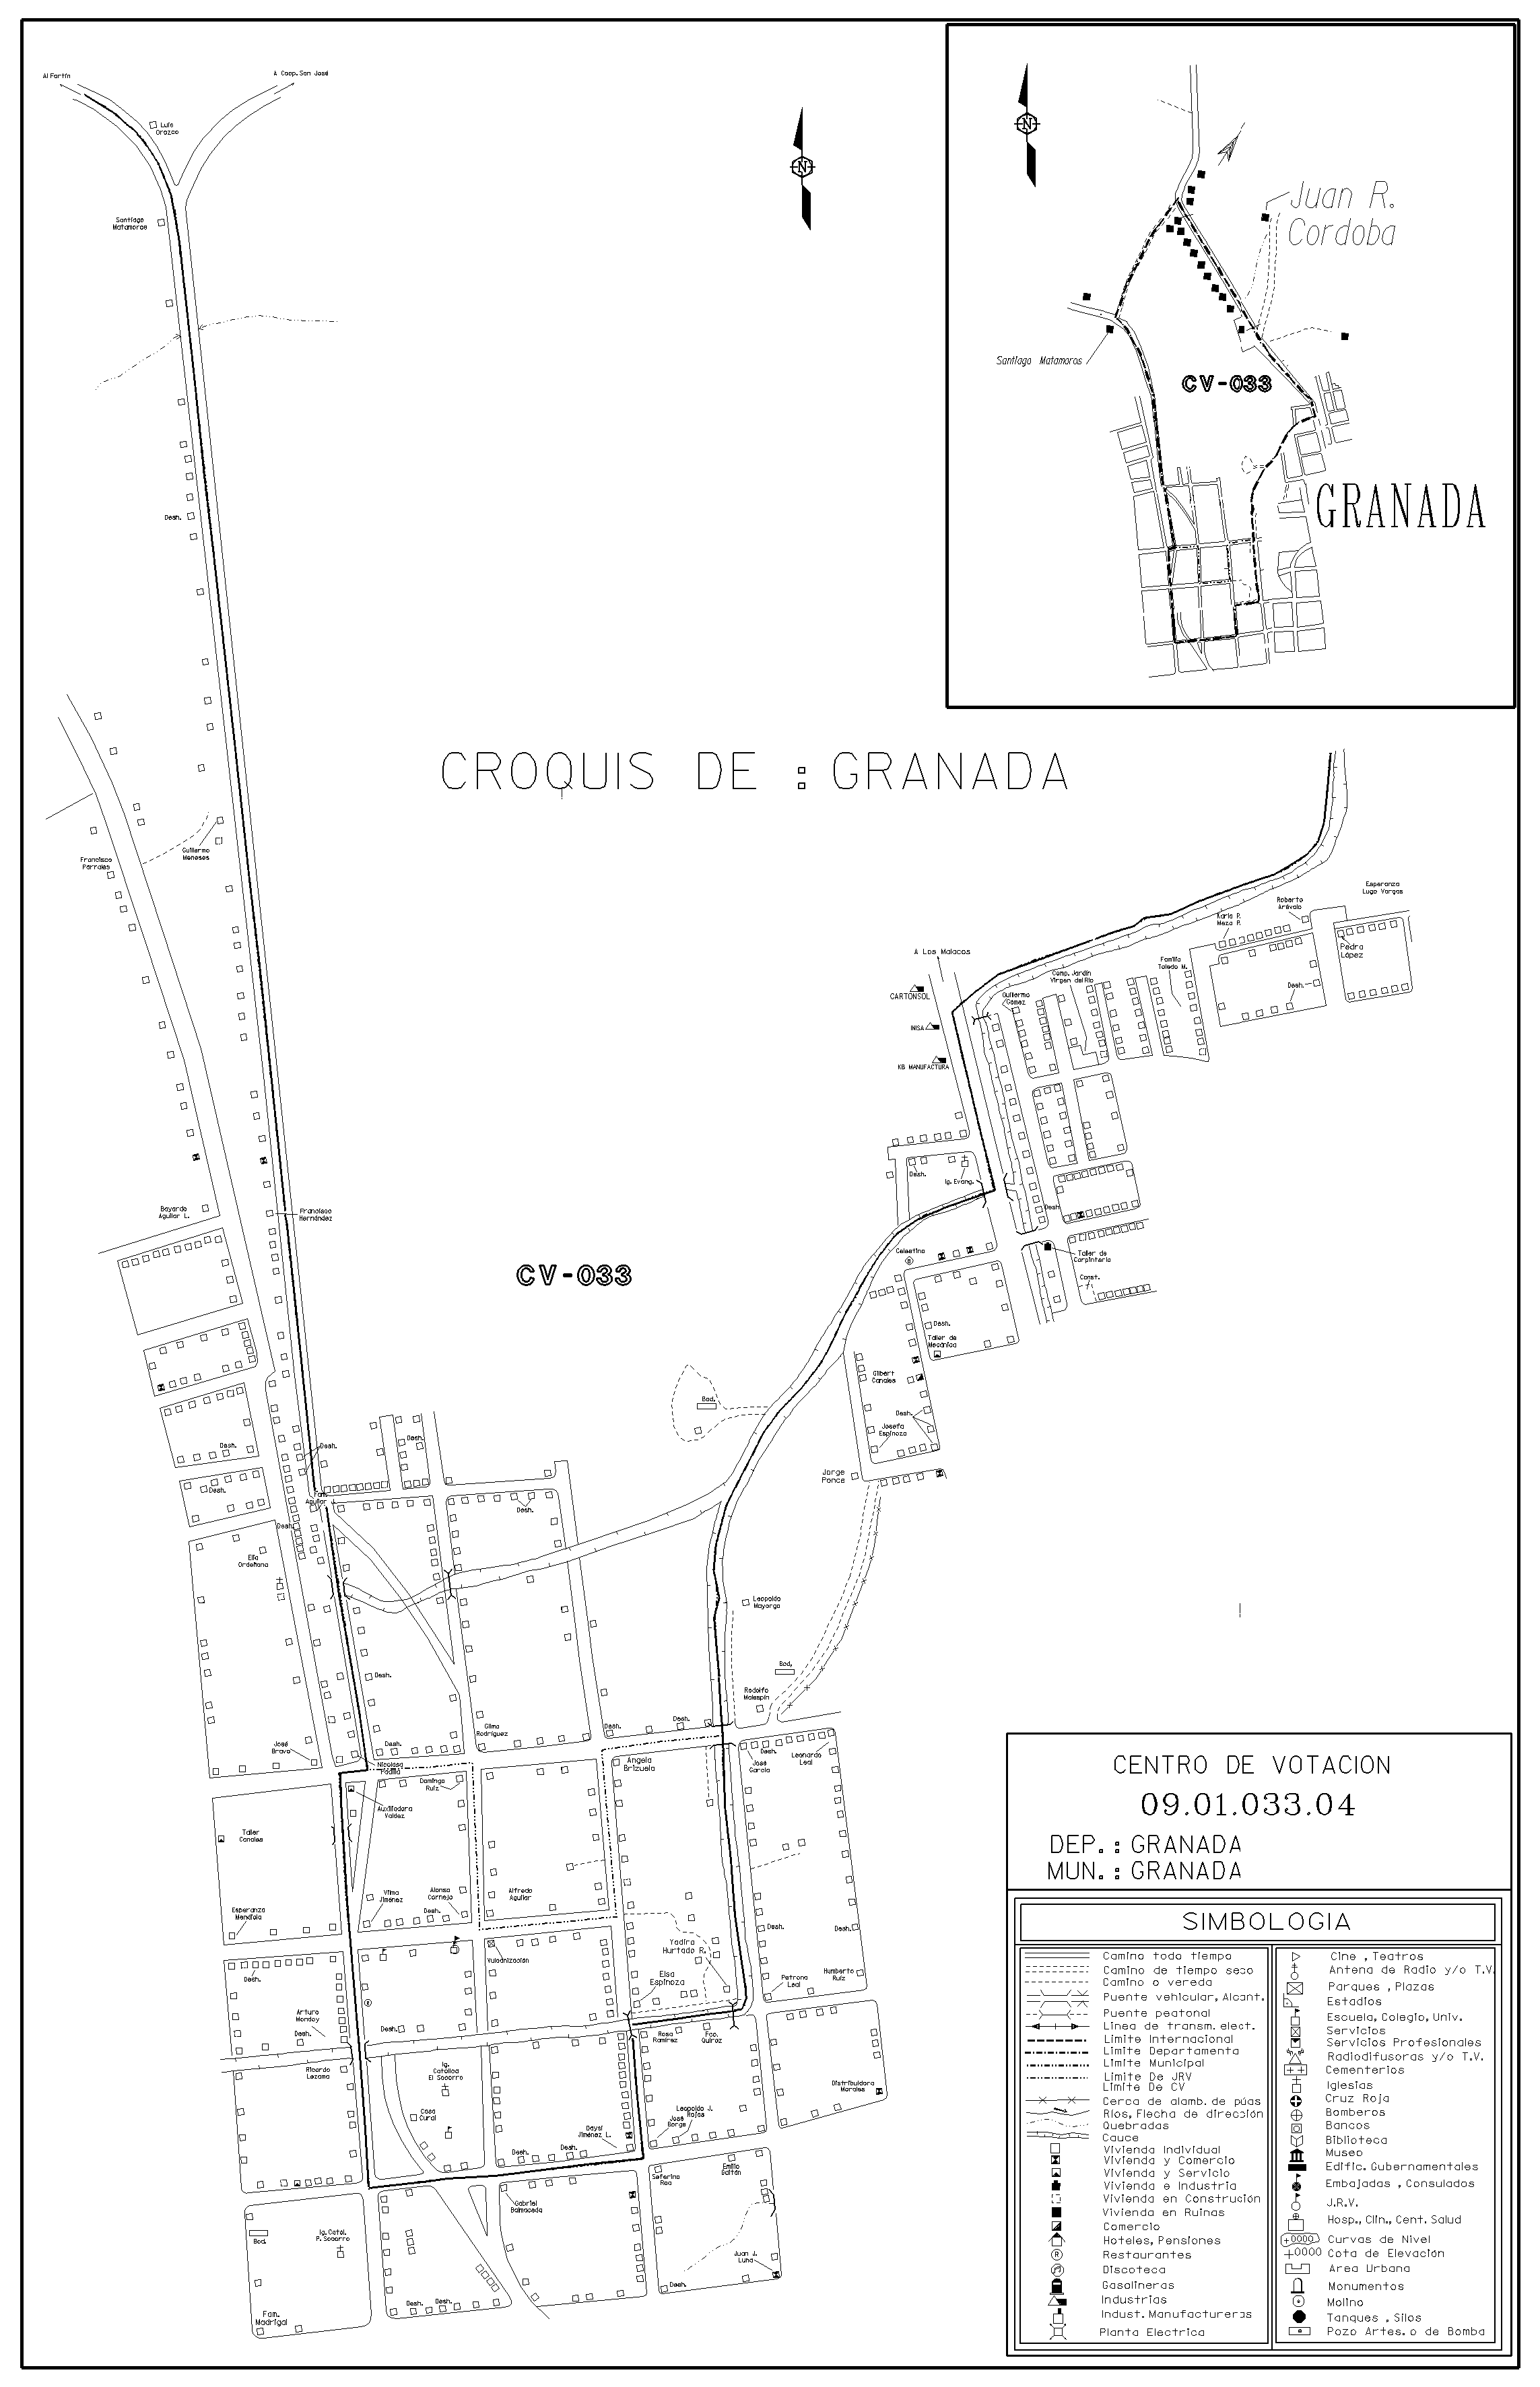 Al Fortín
A Coop. San José
Luís
Orozco
Santiago
Matamoros
N
N
Juan R.
Cordoba
Santiago Matamoros
CV-033
GRANADA
Desh.
CROQUIS DE : GRANADA
Guillermo
Meneses
Francisco
Perrales
Esperanza
Lugo Vargas
Roberto
Arévalo
Karla P.
Meza P.
Pedro
López
A Los Malacos
Familia
Toledo M.
Comp. Jardín
Virgen del Río
CARTONSOL
Guillermo
Gómez
Desh.
INISA
KB MANUFACTURA
Desh.
Ig. Evang.
Bayardo
Aguilar L.
Francisco
Hernández
Desh.
Celestina
Taller de
Carpintería
CV-033
Const.
Desh.
Taller de
Mecánica
Gilbert
Canales
Bod.
Desh.
Josefa
Espinoza
Desh.
Desh.
Desh.
Jorge
Ponce
Desh.
Fam.
Aguilar
Desh.
Desh.
Elia
Ordeñana
Leopoldo
Mayorga
Desh.
Bod.
Rodolfo
Malespín
Gilma
Rodríguez
Desh.
Desh.
José
Bravo
Desh.
Nicolasa
Padilla
Domingo
Ruíz
Angela
Brizuela
Desh.
José
García
Leonardo
Leal
Auxiliadora
Valdez
Taller
Canales
Vilma
Jiménez
Alonso
Cornejo
Alfredo
Aguilar
Esperanza
Mendiola
Desh.
Desh.
Desh.
Yadira
Hurtado R.
Vulcanización
Elsa
Espinoza
Petrona
Leal
Humberto
Ruíz
Desh.
Arturo
Monday
Desh.
Desh.
Rosa
Ramírez
Fco.
Quiroz
Ricardo
Lezama
Ig.
Católica
El Socorro
Distribuidora
Morales
Casa
Cural
Leopoldo J.
Rojas
José
Borge
Daysi
Jiménez L.
Desh.
Desh.
Desh.
Seferina
Rea
Emilio
Gaitán
Gabriel
Balmaceda
Ig. Catol.
P. Socorro
Bod.
Juan J.
Luna
Desh.
Desh.
Desh.
Fam.
Madrigal
CENTRO DE VOTACION
09.01.033.04
DEP. : GRANADA
MUN. : GRANADA
SIMBOLOGIA
Camino todo tiempo
Camino de tiempo seco
Camino o vereda
Puente vehicular, Alcant.
Puente peatonal
Línea de transm. elect.
Limite Internacional
Limite Departamenta
Limite Municipal
Limite De JRV
Limite De CV
Cerca de alamb. de púas
Ríos, Flecha de dirección
Quebradas
Cauce
Vivienda Individual
Vivienda y Comercio
Vivienda y Servicio
Vivienda e Industria
Vivienda en Construción
Vivienda en Ruinas
Comercio
Hoteles, Pensiones
Restaurantes
Discoteca
Gasolineras
Industrias
Indust. Manufactureras
Planta Electrica
Cine , Teatros
Antena de Radio y/o T.V.
Parques , Plazas
Estadios
Escuela, Colegio, Univ.
Servicios
Servicios Profesionales
Radiodifusoras y/o T.V.
Cementerios
Iglesias
Cruz Roja
Bomberos
Bancos
Biblioteca
Museo
Edific. Gubernamentales
Embajadas , Consulados
J.R.V.
Hosp., Clin., Cent. Salud
Curvas de Nivel
Cota de Elevación
Area Urbana
Monumentos
Molino
Tanques , Silos
Pozo Artes. o de Bomba